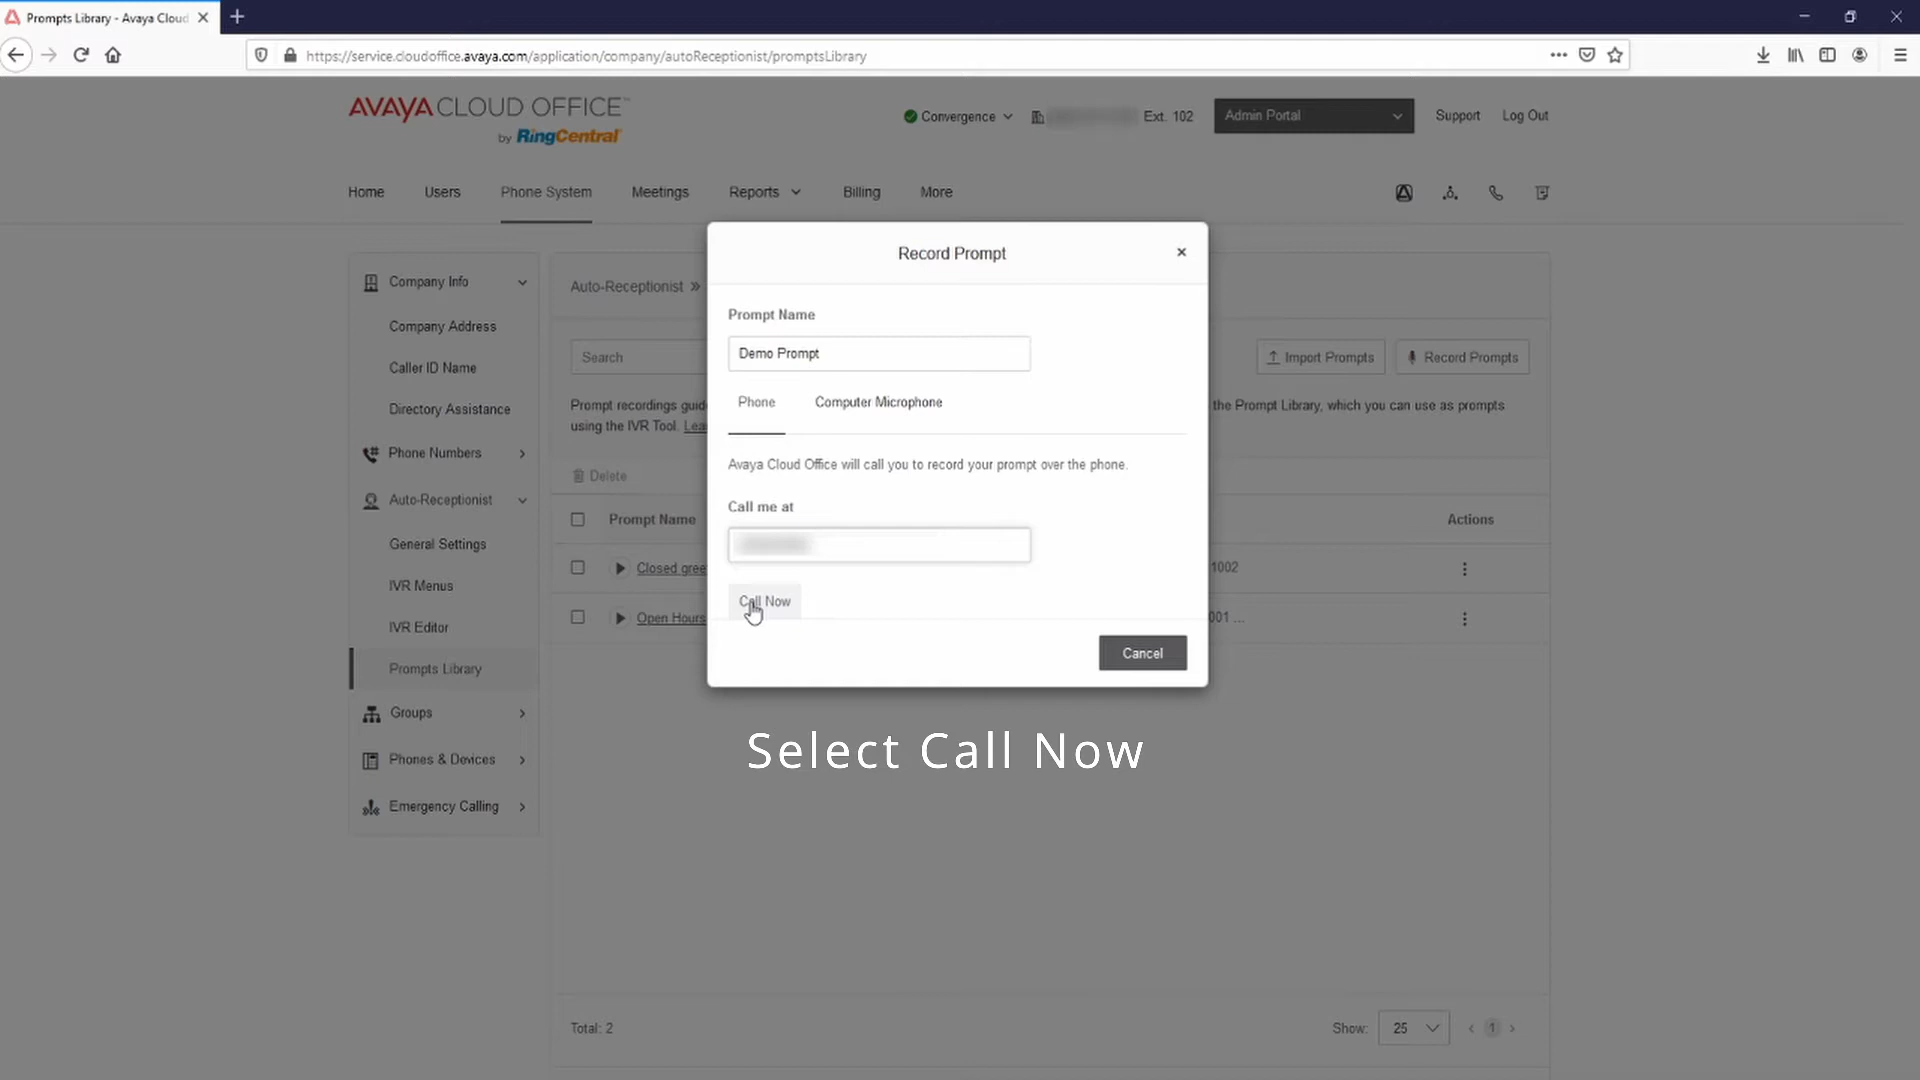 Prompts Library - Avaya Cloud
https://service.cloudoffice.avaya.com/application/company/autoReceptionist/promptsLibrary
AVAYA CLOUD OFFICE™
by RingCentral
Convergence
Ext. 102
Admin Portal
Support
Log Out
Home
Users
Phone System
Meetings
Reports
Billing
More
Company Info
Company Address
Caller ID Name
Directory Assistance
Phone Numbers
Auto-Receptionist
General Settings
IVR Menus
IVR Editor
Prompts Library
Groups
Phones & Devices
Emergency Calling
Auto-Receptionist »
Search
Import Prompts
Record Prompts
Prompt recordings
the Prompt Library, which you can use as prompts
using the IVR Tool.
Delete
Prompt Name
Actions
Closed
1002
Open Hours
001 ...
Total: 2
Show:
25
‹ 1 ›
Record Prompt
×
Prompt Name
Demo Prompt
Phone
Computer Microphone
Avaya Cloud Office will call you to record your prompt over the phone.
Call me at
Call Now
Cancel
Select Call Now